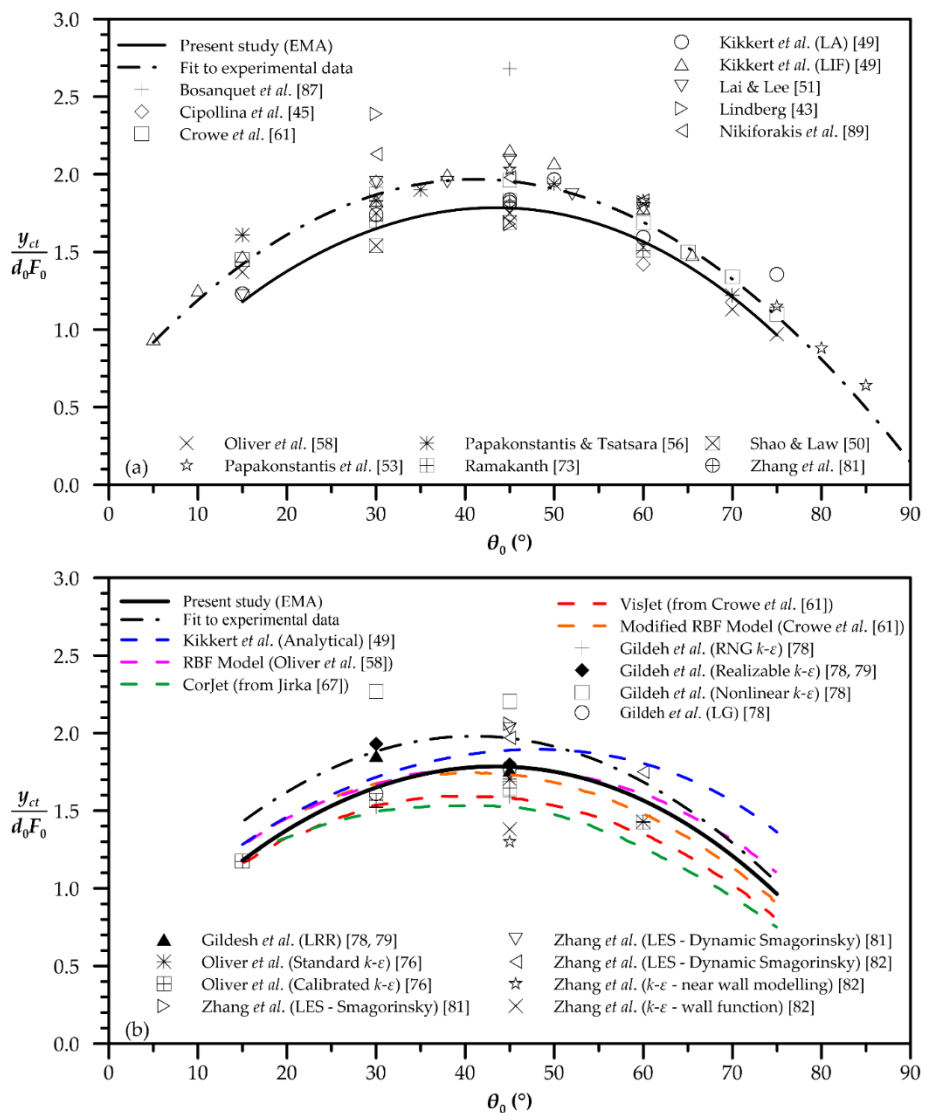 3.0
2.5
2.0
1.5
1.0
0.5
0.0
y_ct
d_0F_0
Present study (EMA)
Fit to experimental data
Bosanquet et al. [87]
Cipollina et al. [45]
Crowe et al. [61]
Kikkert et al. (LA) [49]
Kikkert et al. (LIF) [49]
Lai & Lee [51]
Lindberg [43]
Nikiforakis et al. [89]
Oliver et al. [58]
Papakonstantis et al. [53]
Papakonstantis & Tsatsara [56]
Ramakanth [73]
Shao & Law [50]
Zhang et al. [81]
(a)
0 10 20 30 40 50 60 70 80 90
θ_0 (°)
3.0
2.5
2.0
1.5
1.0
0.5
0.0
y_ct
d_0F_0
Present study (EMA)
Fit to experimental data
Kikkert et al. (Analytical) [49]
RBF Model (Oliver et al. [58])
CorJet (from Jirka [67])
VisJet (from Crowe et al. [61])
Modified RBF Model (Crowe et al. [61])
Gildeh et al. (RNG k-ε) [78]
Gildeh et al. (Realizable k-ε) [78, 79]
Gildeh et al. (Nonlinear k-ε) [78]
Gildeh et al. (LG) [78]
Gildesh et al. (LRR) [78, 79]
Oliver et al. (Standard k-ε) [76]
Oliver et al. (Calibrated k-ε) [76]
Zhang et al. (LES - Smagorinsky) [81]
Zhang et al. (LES - Dynamic Smagorinsky) [81]
Zhang et al. (LES - Dynamic Smagorinsky) [82]
Zhang et al. (k-ε - near wall modelling) [82]
Zhang et al. (k-ε - wall function) [82]
(b)
0 10 20 30 40 50 60 70 80 90
θ_0 (°)